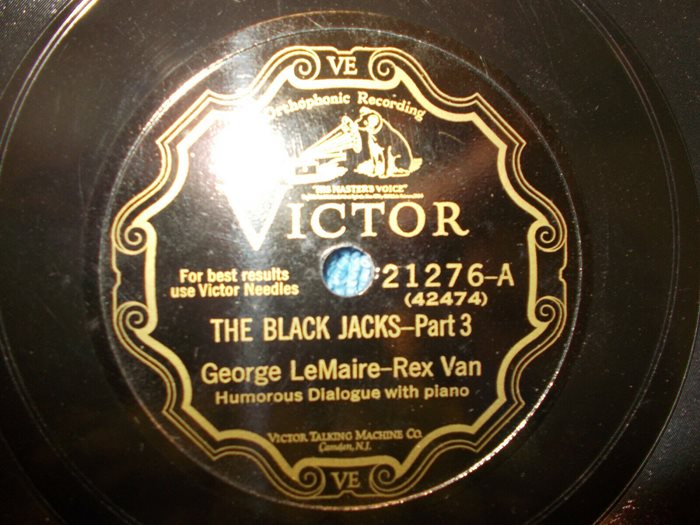 VE
Orthophonic Recording
"HIS MASTER'S VOICE"
VICTOR
For best results
use Victor Needles
21276-A
(42474)
THE BLACK JACKS-Part 3
George LeMaire-Rex Van
Humorous Dialogue with piano
VICTOR TALKING MACHINE CO.
Camden, N.J.
VE